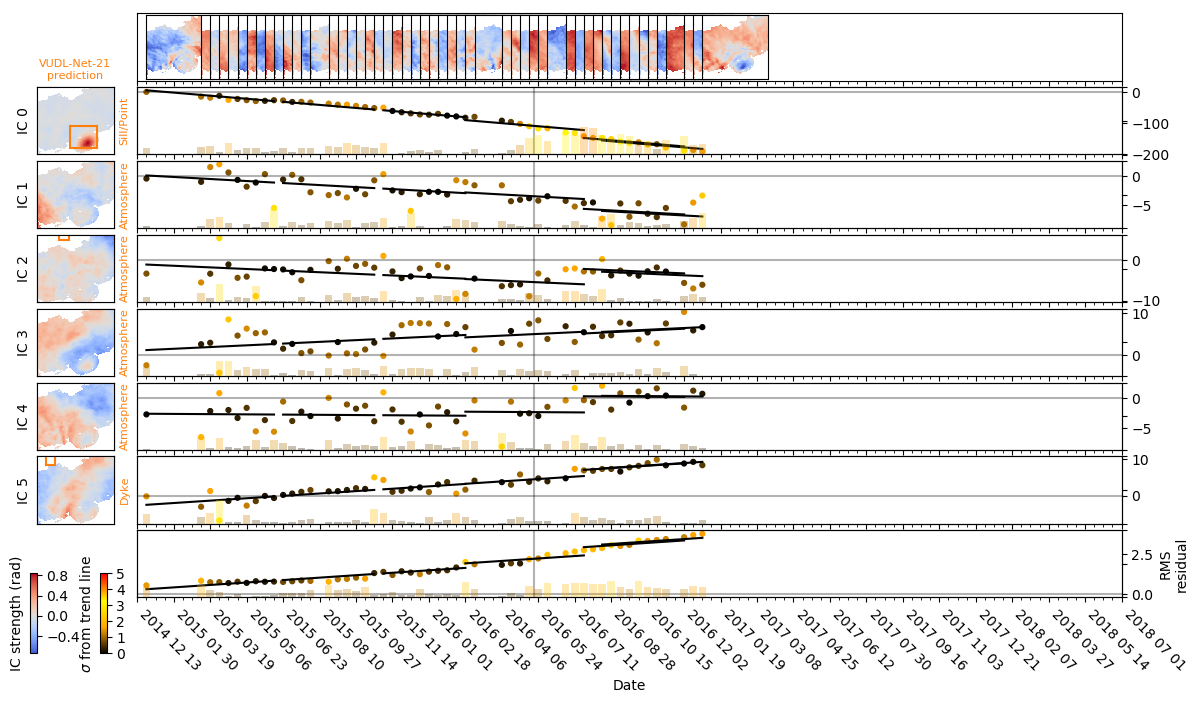 VUDL-Net-21
prediction
IC 0
Sill/Point
0
−100
−200
IC 1
Atmosphere
0
−5
IC 2
Atmosphere
0
−10
IC 3
Atmosphere
10
0
IC 4
Atmosphere
0
−5
IC 5
Dyke
10
0
2.5
0.0
RMS
residual
IC strength (rad)
0.8
0.4
0.0
−0.4
σ from trend line
5
4
3
2
1
0
2014 12 13
2015 01 30
2015 03 19
2015 05 06
2015 06 23
2015 08 10
2015 09 27
2015 11 14
2016 01 01
2016 02 18
2016 04 06
2016 05 24
2016 07 11
2016 08 28
2016 10 15
2016 12 02
2017 01 19
2017 03 08
2017 04 25
2017 06 12
2017 07 30
2017 09 16
2017 11 03
2017 12 21
2018 02 07
2018 03 27
2018 05 14
2018 07 01
Date